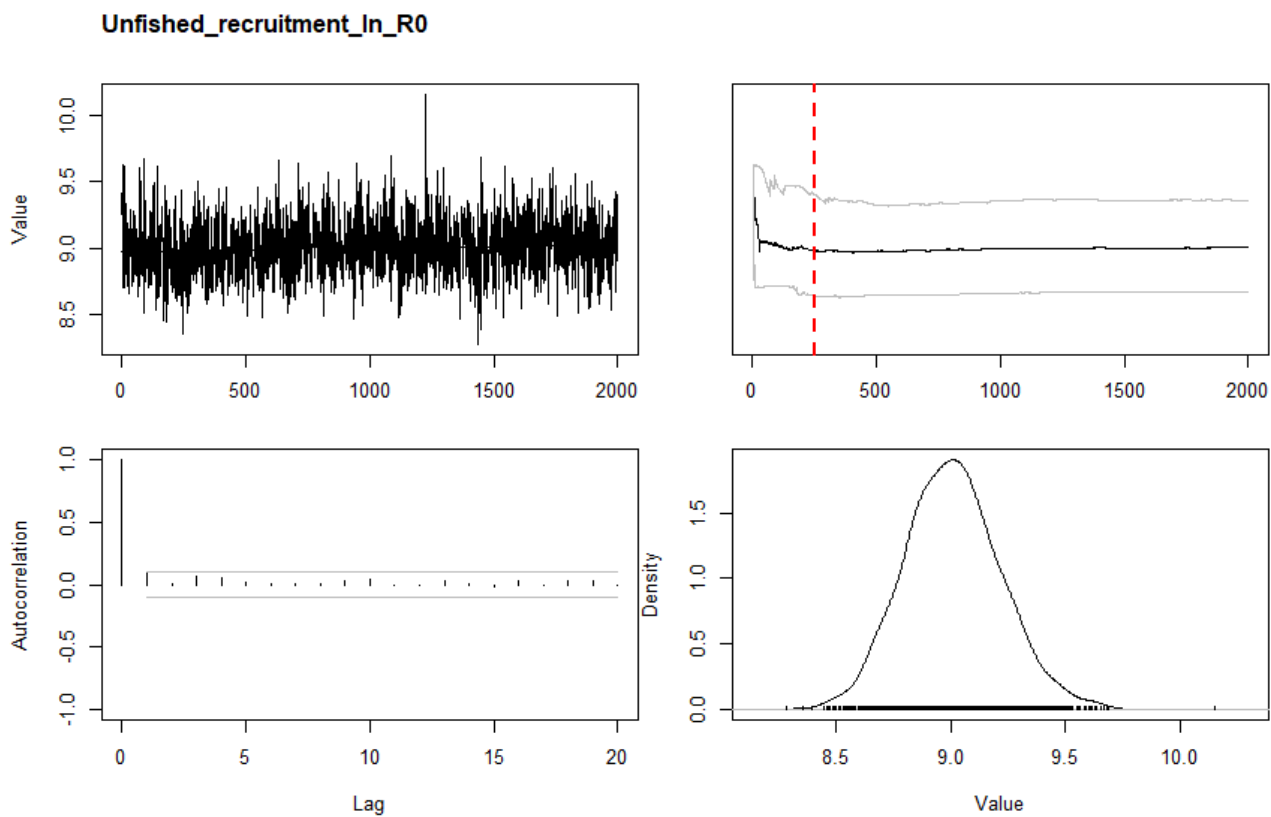 Unfished_recruitment_ln_R0
Value
8.5 9.0 9.5 10.0
0 500 1000 1500 2000
0 500 1000 1500 2000
Autocorrelation
-1.0 -0.5 0.0 0.5 1.0
0 5 10 15 20
Lag
Density
0.0 0.5 1.0 1.5
8.5 9.0 9.5 10.0
Value